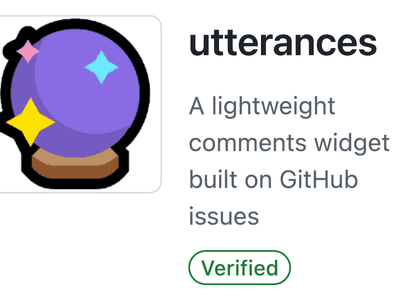 utterances
A lightweight
comments widget
built on GitHub
issues
Verified